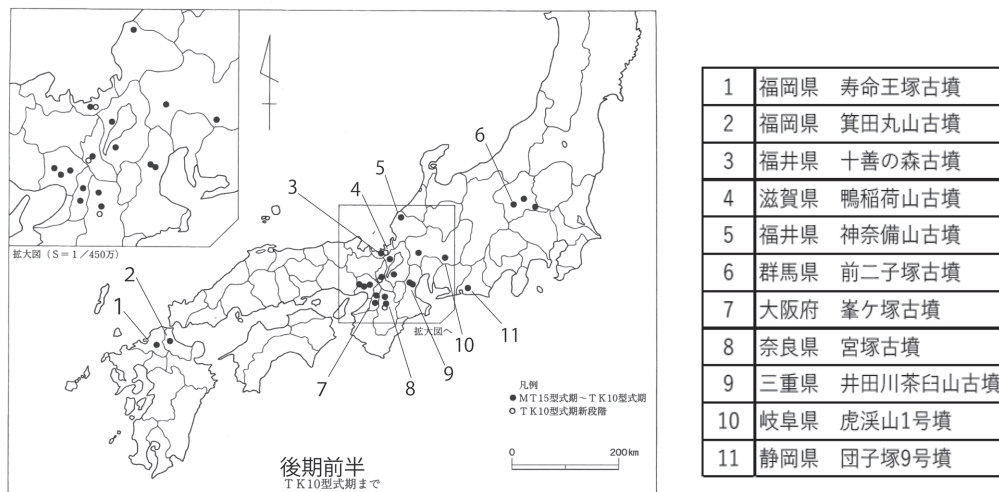 拡大図(S=1/450万)
1
2
3
4
5
6
7
8
9
10
11
拡大図へ
凡例
●MT15型式期～TK10型式期
○TK10型式期新段階
0 200km
後期前半
TK10型式期まで
1 福岡県 寿命王塚古墳
2 福岡県 箕田丸山古墳
3 福井県 十善の森古墳
4 滋賀県 鴨稲荷山古墳
5 福井県 神奈備山古墳
6 群馬県 前二子塚古墳
7 大阪府 峯ケ塚古墳
8 奈良県 宮塚古墳
9 三重県 井田川茶臼山古墳
10 岐阜県 虎渓山1号墳
11 静岡県 団子塚9号墳